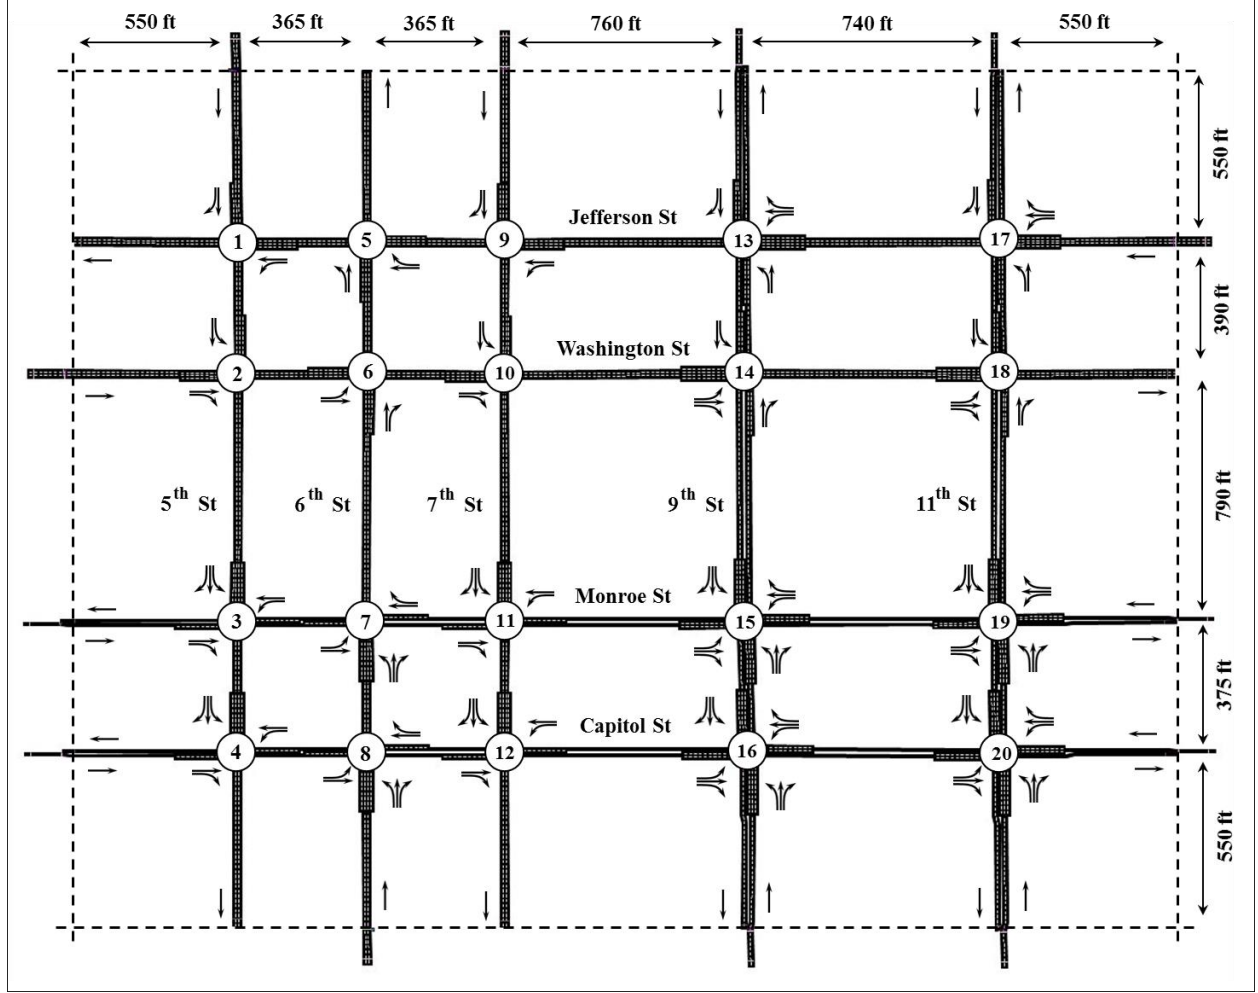 550 ft 365 ft 365 ft 760 ft 740 ft 550 ft
550 ft
Jefferson St
1 5 9 13 17
390 ft
Washington St
2 6 10 14 18
5th St 6th St 7th St 9th St 11th St
790 ft
Monroe St
3 7 11 15 19
375 ft
Capitol St
4 8 12 16 20
550 ft